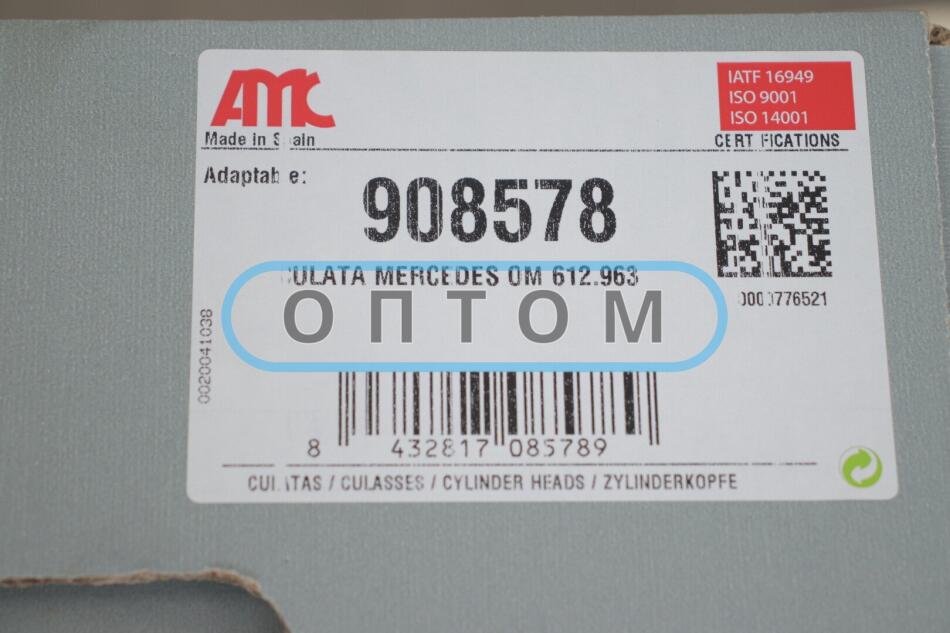 AMC
Made in Spain
IATF 16949
ISO 9001
ISO 14001
CERTIFICATIONS
Adaptable:
908578
CULATA MERCEDES OM 612.963
ОПТОМ
0000776521
0020041038
8 432817 085789
CULATAS / CULASSES / CYLINDER HEADS / ZYLINDERKOPFE